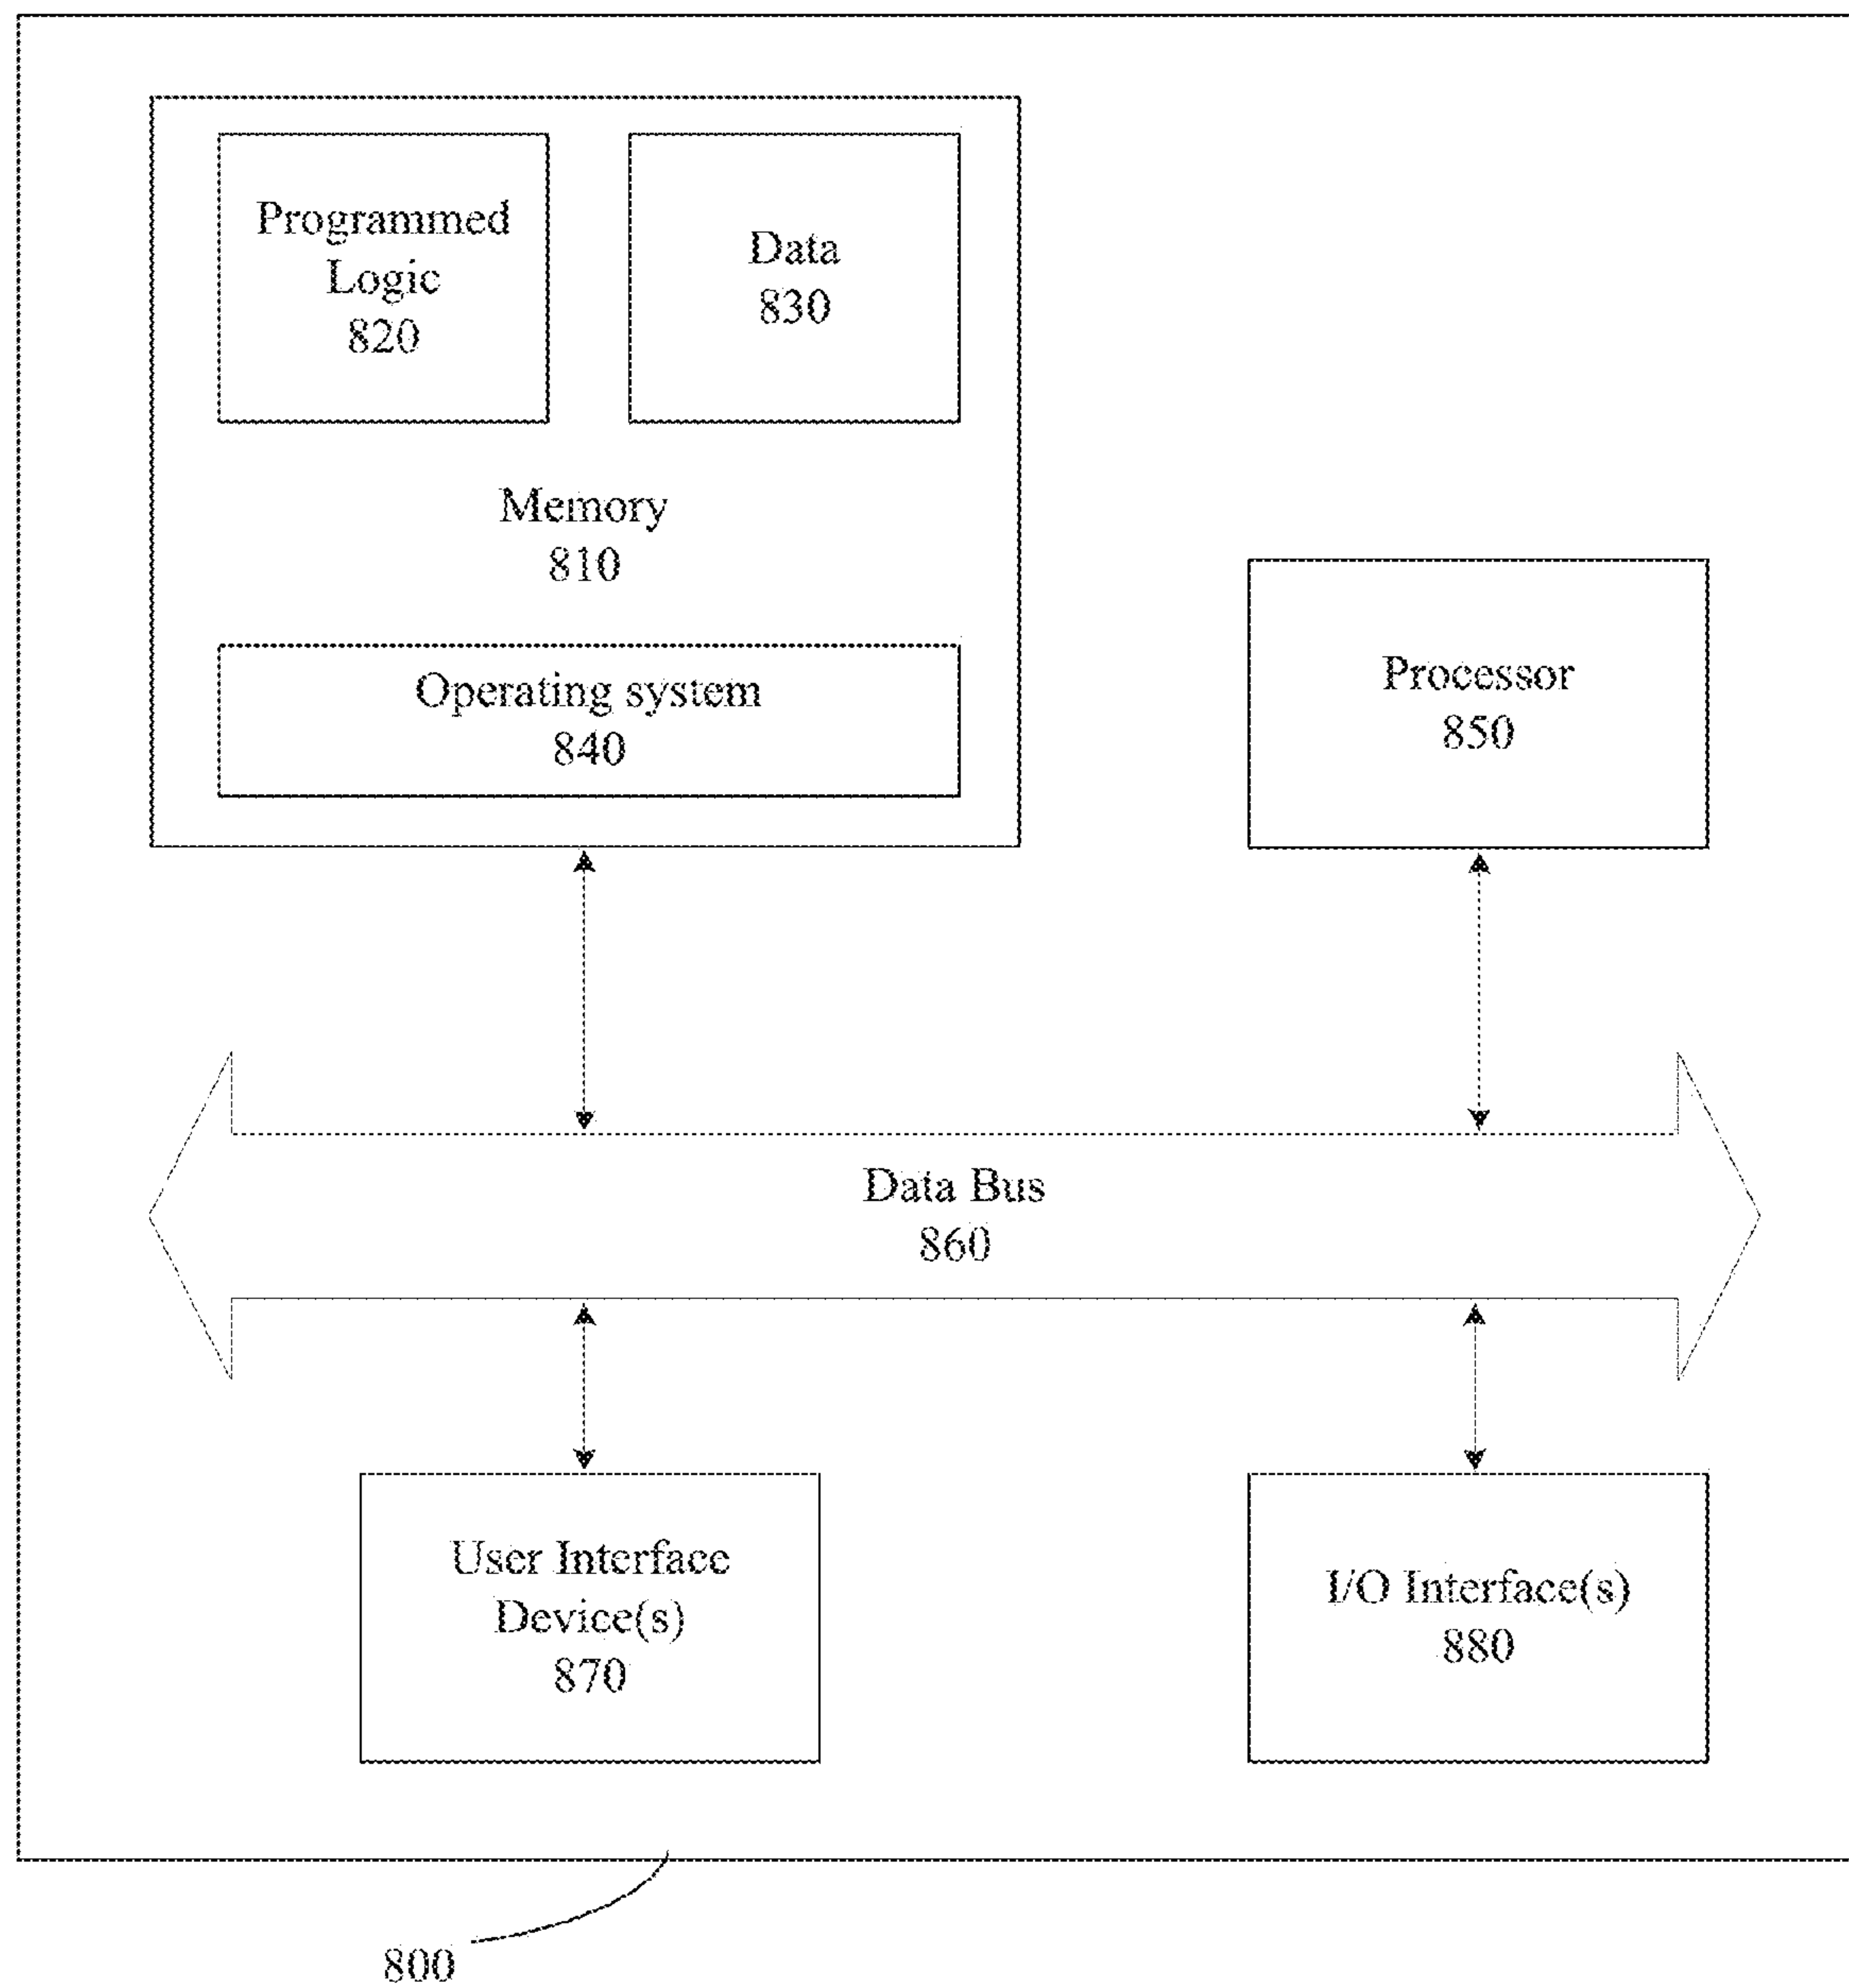 Programmed
Logic
820
Data
830
Memory
810
Operating system
840
Processor
850
Data Bus
860
User Interface
Device(s)
870
I/O Interface(s)
880
800